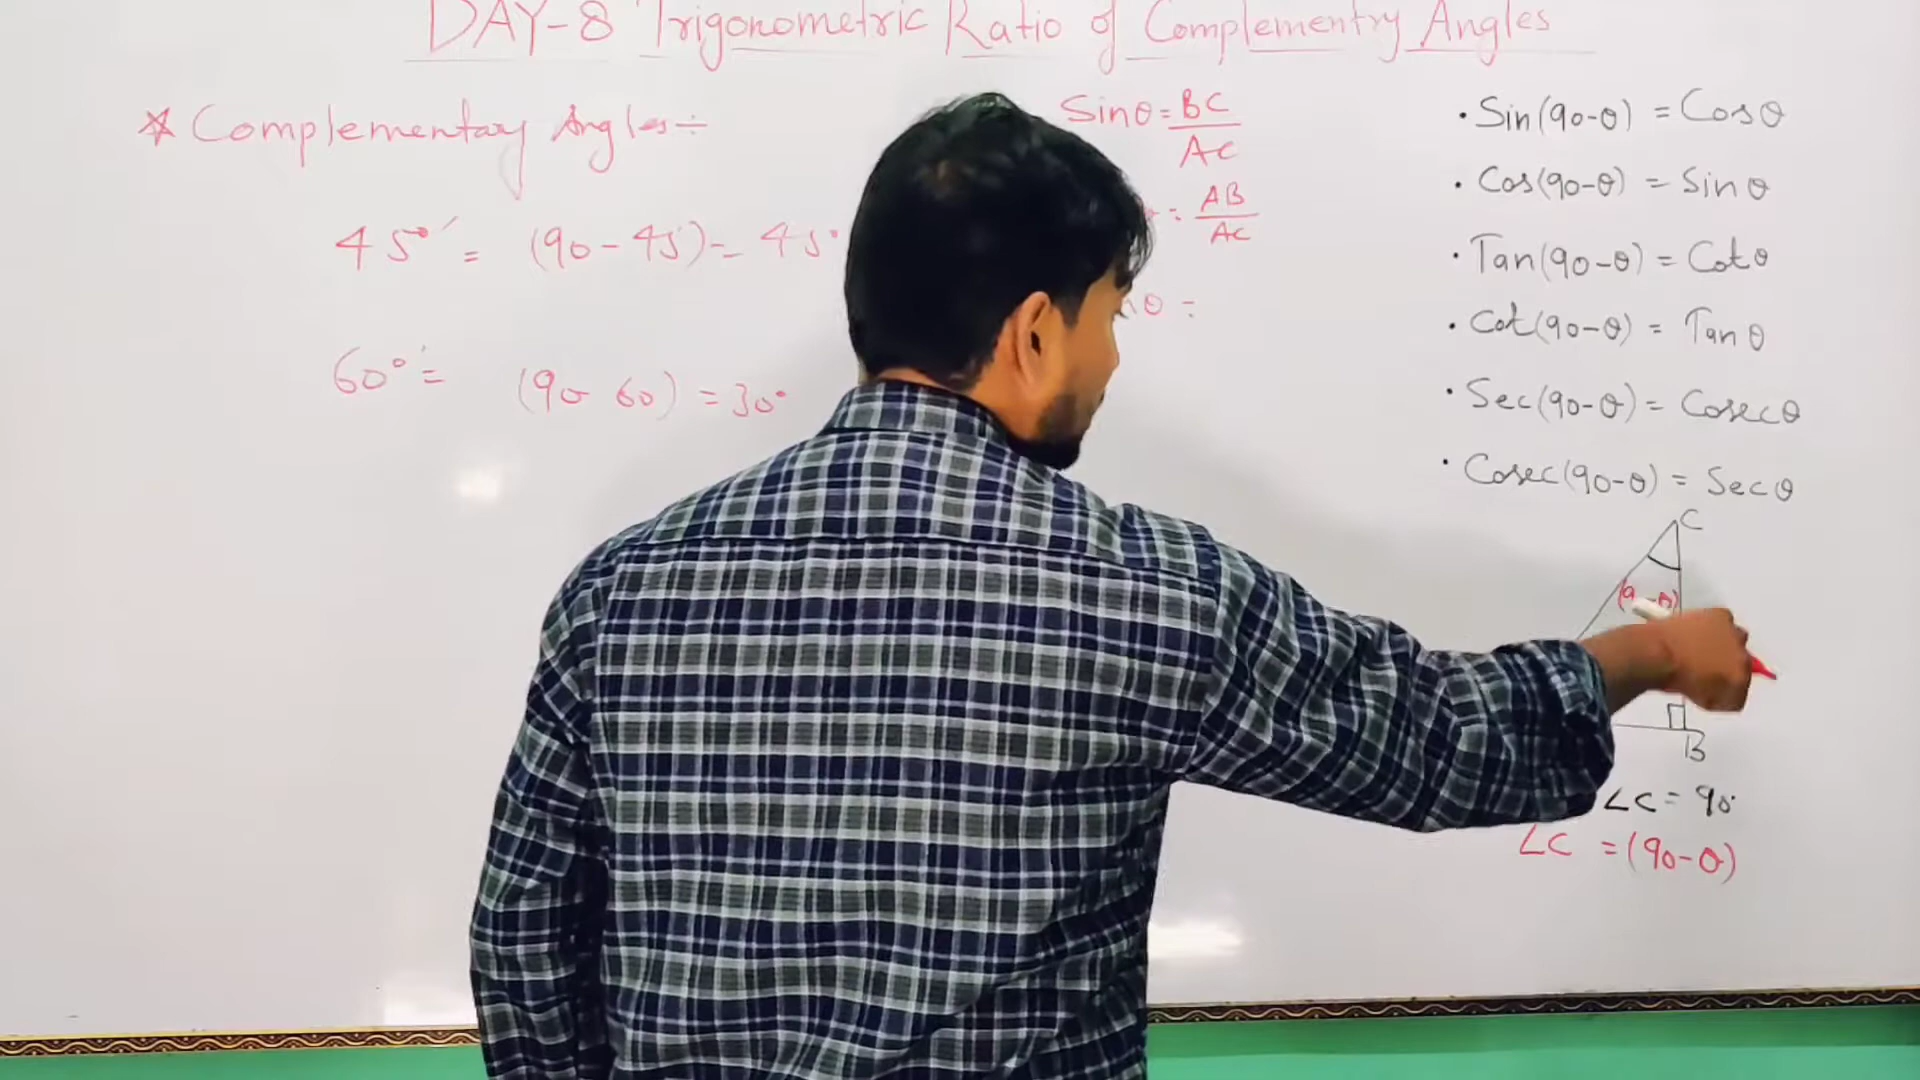 DAY-8 Trigonometric Ratio of Complementry Angles
* Complementary Angles:-
45° = (90-45) = 45°
60° = (90 60) = 30°
Sinθ = BC/AC
= AB/AC
θ =
• Sin(90-θ) = Cosθ
• Cos(90-θ) = Sinθ
• Tan(90-θ) = Cotθ
• Cot(90-θ) = Tanθ
• Sec(90-θ) = Cosecθ
• Cosec(90-θ) = Secθ
C
B
∠C = 90°
∠C = (90-θ)